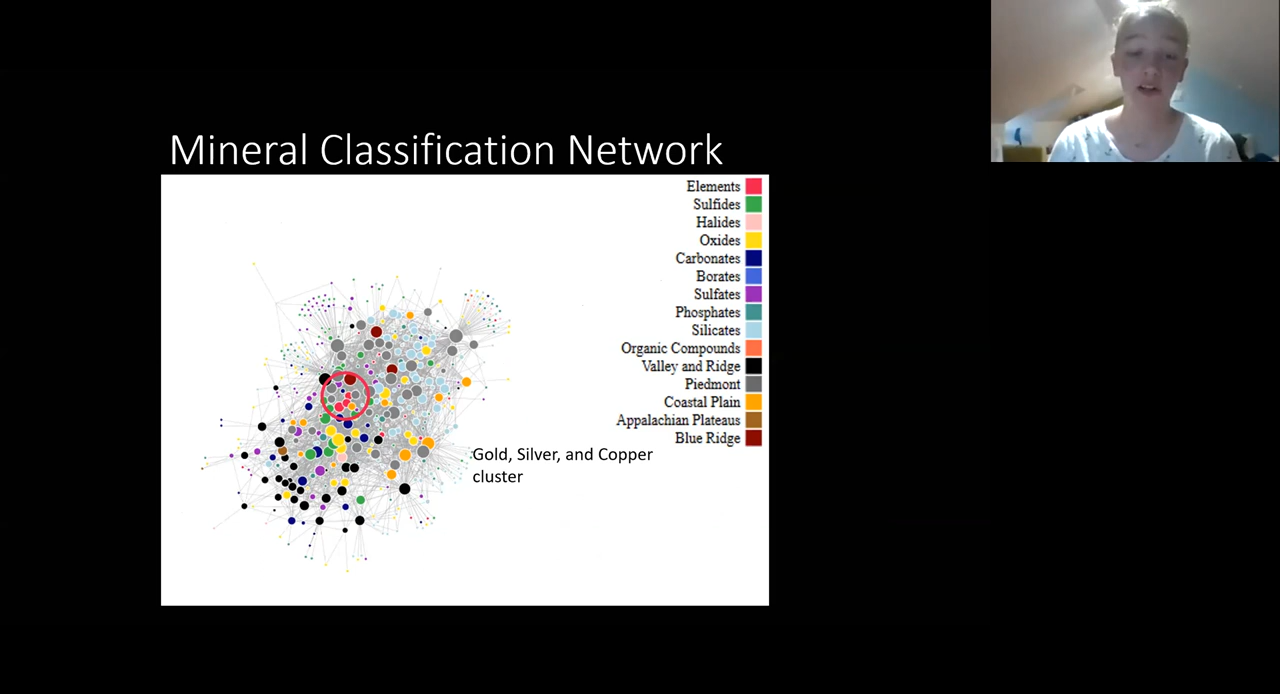 Mineral Classification Network
Elements
Sulfides
Halides
Oxides
Carbonates
Borates
Sulfates
Phosphates
Silicates
Organic Compounds
Valley and Ridge
Piedmont
Coastal Plain
Appalachian Plateaus
Blue Ridge
Gold, Silver, and Copper
cluster